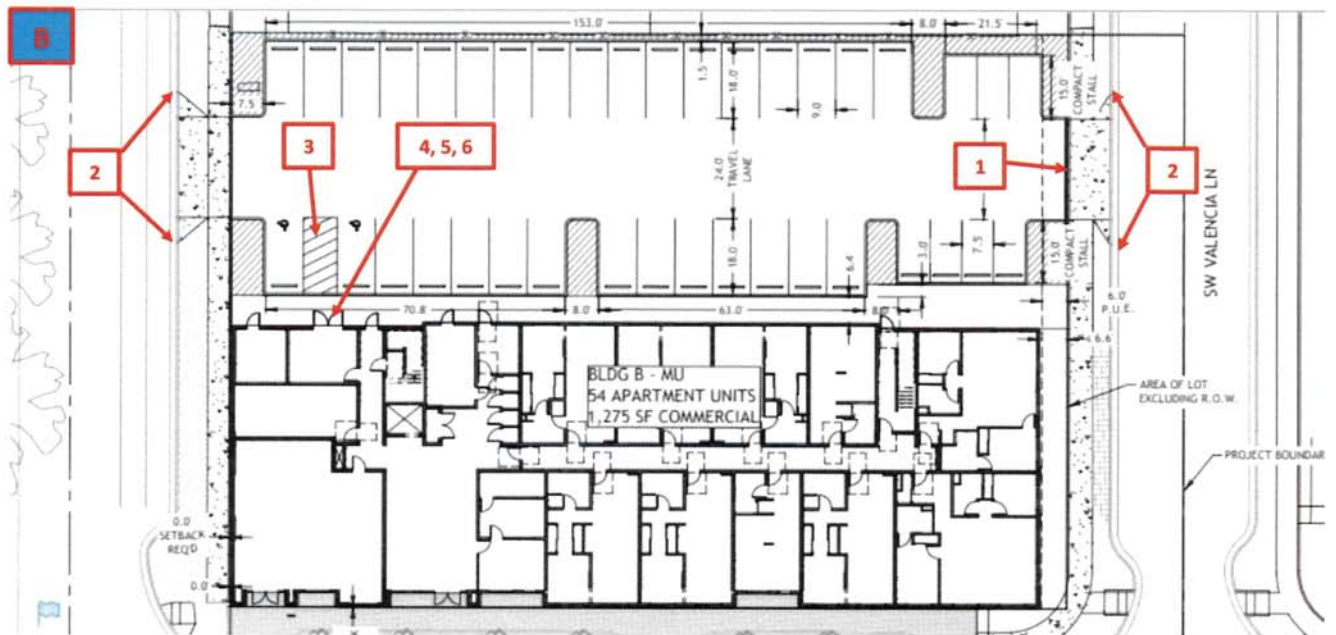 B
153.0'
8.0'
21.5'
7.5
1.5'
18.0'
9.0
15.0'
COMPACT
STALL
2
3
4, 5, 6
24.0
TRAVEL
LANE
1
2
SW VALENCIA LN
18.0'
6.4
3.0'
7.5'
15.0'
COMPACT
STALL
70.8'
8.0'
63.0'
8.0'
6.0'
P.U.E.
6.6
BLDG B - MU
54 APARTMENT UNITS
1,275 SF COMMERCIAL
AREA OF LOT
EXCLUDING R.O.W.
PROJECT BOUNDAR
0.0'
SETBACK
REQ'D
0.0'